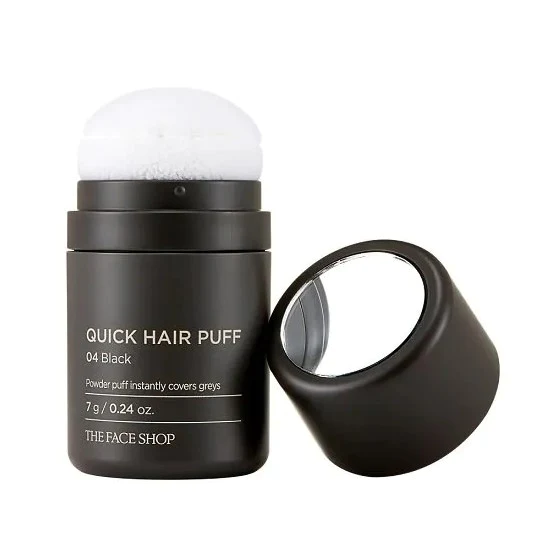 QUICK HAIR PUFF
04 Black
Powder puff instantly covers greys
7 g / 0.24 oz.
THE FACE SHOP